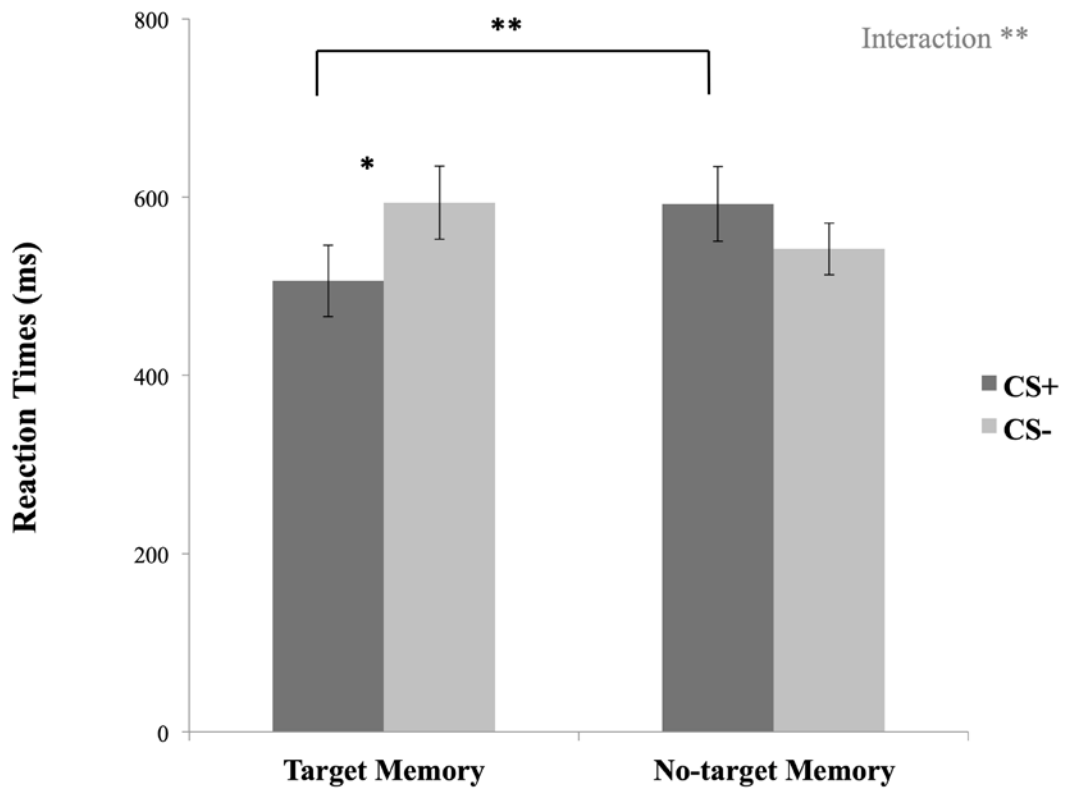 800
**
Interaction **
*
600
400
200
0
Reaction Times (ms)
CS+
CS-
Target Memory
No-target Memory